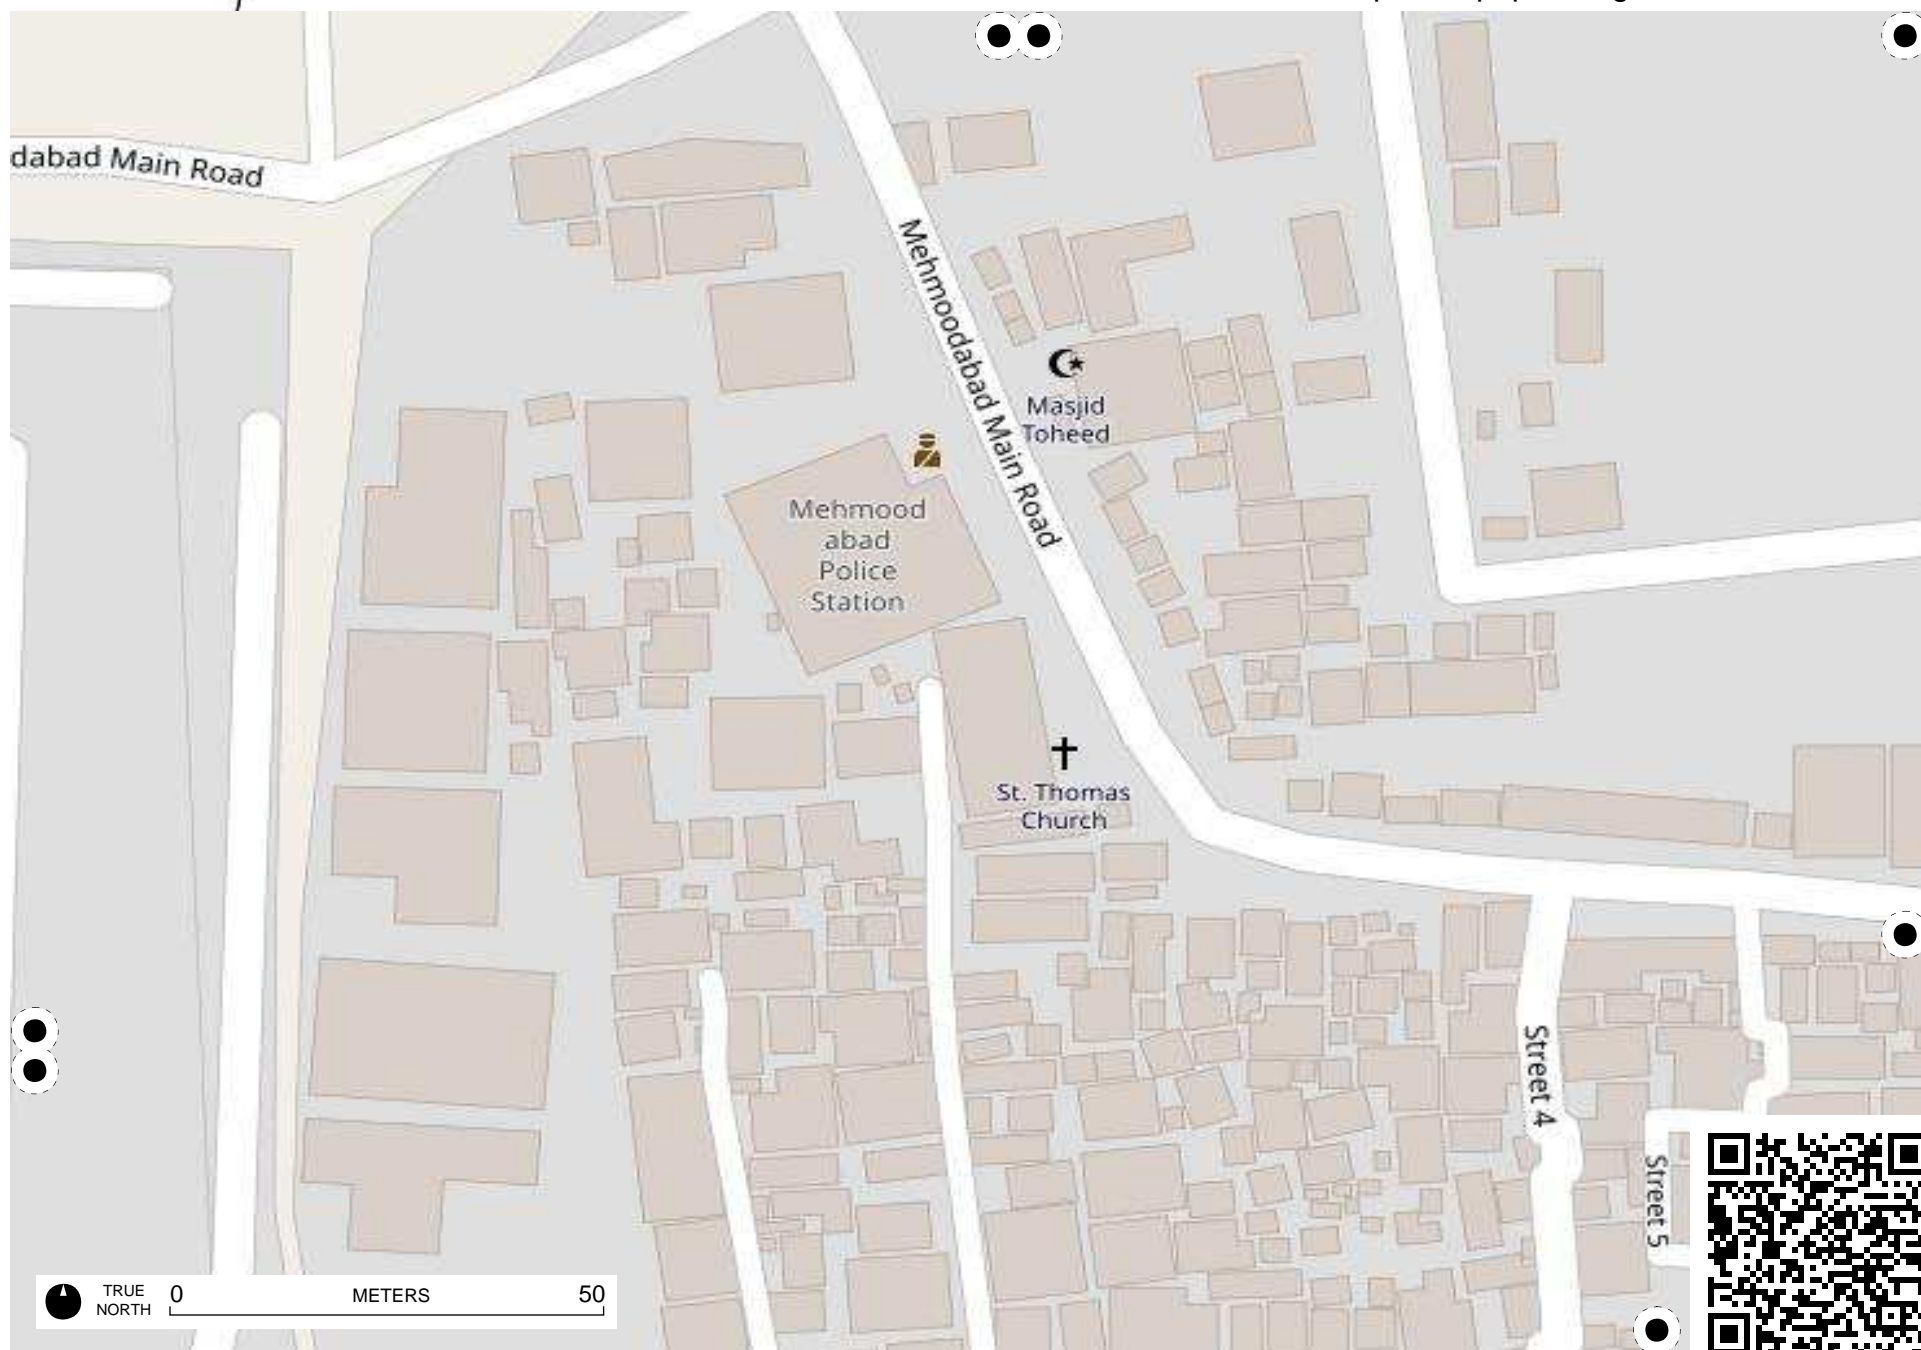 dabad Main Road
Mehmoodabad Main Road
Masjid
Toheed
Mehmood
abad
Police
Station
St. Thomas
Church
Street 4
Street 5
TRUE
NORTH
0 METERS 50